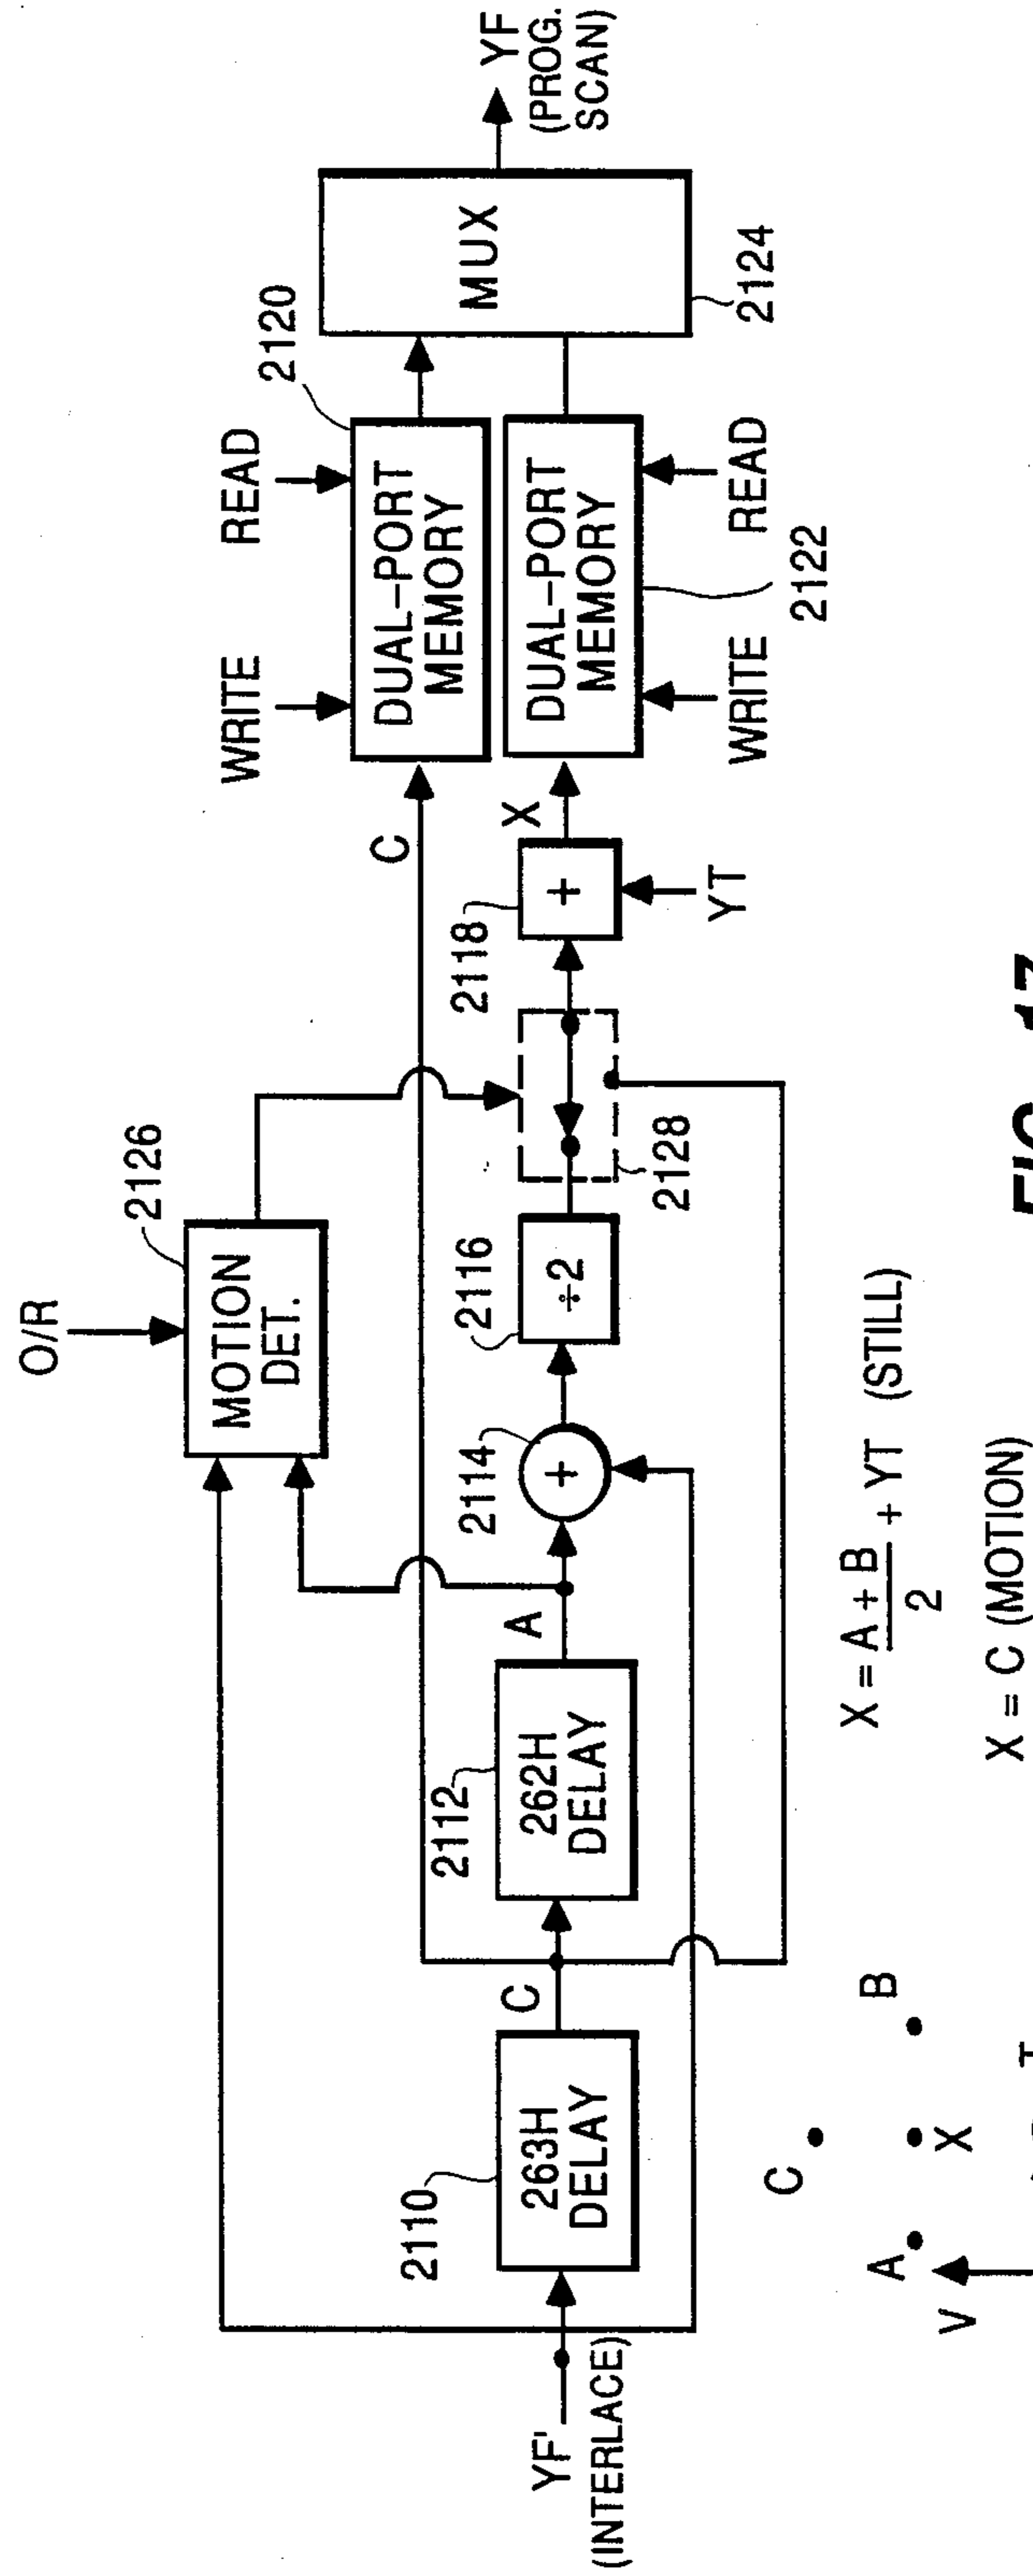 O/R
MOTION
DET.
2126
WRITE
READ
2120
C
DUAL-PORT
MEMORY
MUX
YF
(PROG.
SCAN)
2124
YF'
(INTERLACE)
2110
263H
DELAY
C
2112
262H
DELAY
A
2114
+
2116
÷2
2128
2118
+
YT
X
DUAL-PORT
MEMORY
WRITE
READ
2122
C
A
X
B
V
T
X = A + B / 2 + YT (STILL)
X = C (MOTION)